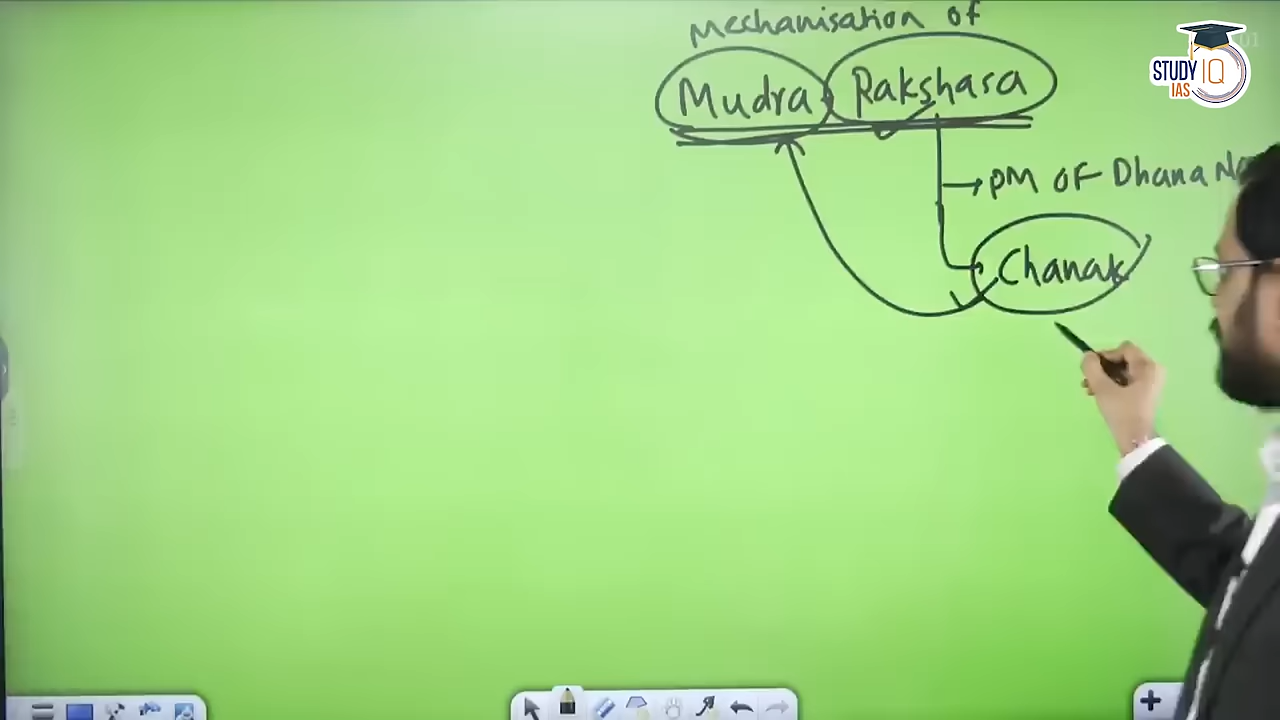 Mechanisation of
Mudra Rakshasa
PM OF Dhana
Chanak
STUDY IQ
IAS